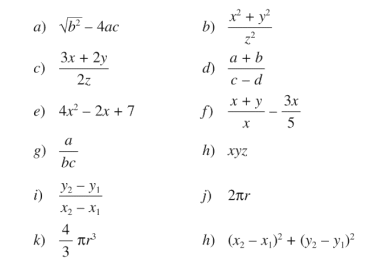 a) √b² – 4ac b) x² + y² / z²
c) 3x + 2y / 2z d) a + b / c – d
e) 4x² – 2x + 7 f) x + y / x – 3x / 5
g) a / bc h) xyz
i) y₂ – y₁ / x₂ – x₁ j) 2πr
k) 4 / 3 πr³ h) (x₂ – x₁)² + (y₂ – y₁)²